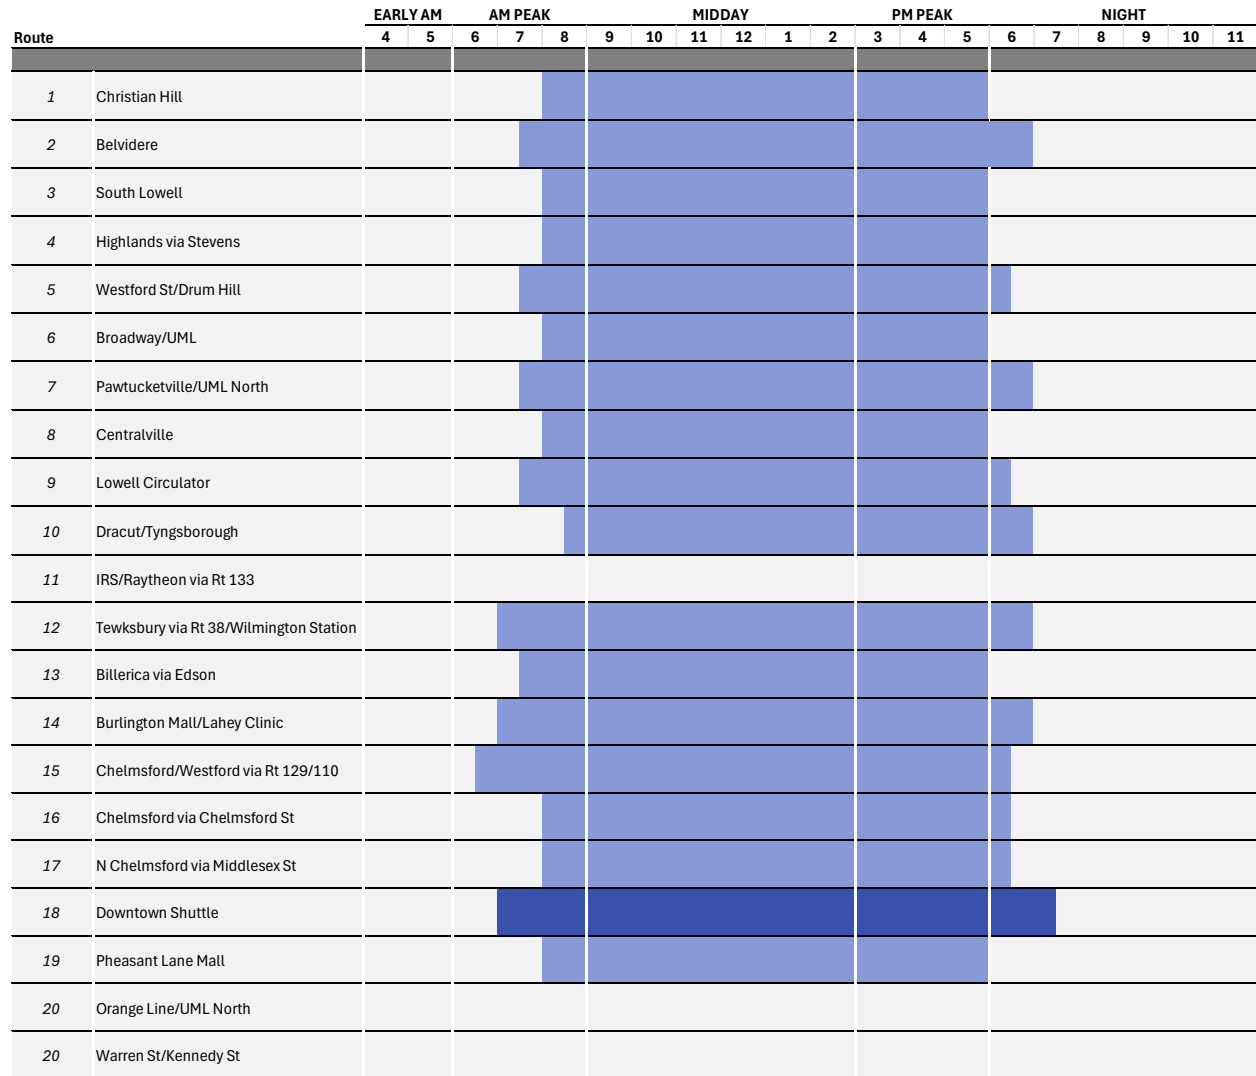 EARLY AM AM PEAK MIDDAY PM PEAK NIGHT
Route 4 5 6 7 8 9 10 11 12 1 2 3 4 5 6 7 8 9 10 11
1 Christian Hill
2 Belvidere
3 South Lowell
4 Highlands via Stevens
5 Westford St/Drum Hill
6 Broadway/UML
7 Pawtucketville/UML North
8 Centralville
9 Lowell Circulator
10 Dracut/Tyngsborough
11 IRS/Raytheon via Rt 133
12 Tewksbury via Rt 38/Wilmington Station
13 Billerica via Edson
14 Burlington Mall/Lahey Clinic
15 Chelmsford/Westford via Rt 129/110
16 Chelmsford via Chelmsford St
17 N Chelmsford via Middlesex St
18 Downtown Shuttle
19 Pheasant Lane Mall
20 Orange Line/UML North
20 Warren St/Kennedy St